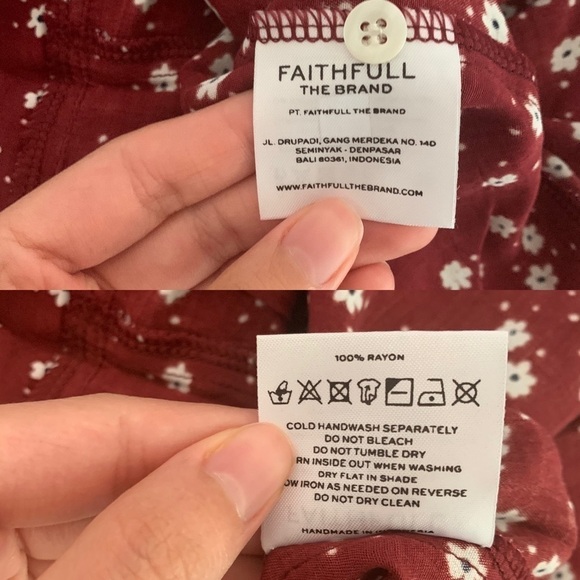 FAITHFULL
THE BRAND
PT. FAITHFULL THE BRAND
JL. DRUPADI, GANG MERDEKA NO. 14D
SEMINYAK - DENPASAR
BALI 80361, INDONESIA
WWW.FAITHFULLTHEBRAND.COM
100% RAYON
COLD HANDWASH SEPARATELY
DO NOT BLEACH
DO NOT TUMBLE DRY
RN INSIDE OUT WHEN WASHING
DRY FLAT IN SHADE
OW IRON AS NEEDED ON REVERSE
DO NOT DRY CLEAN
HANDMADE IN